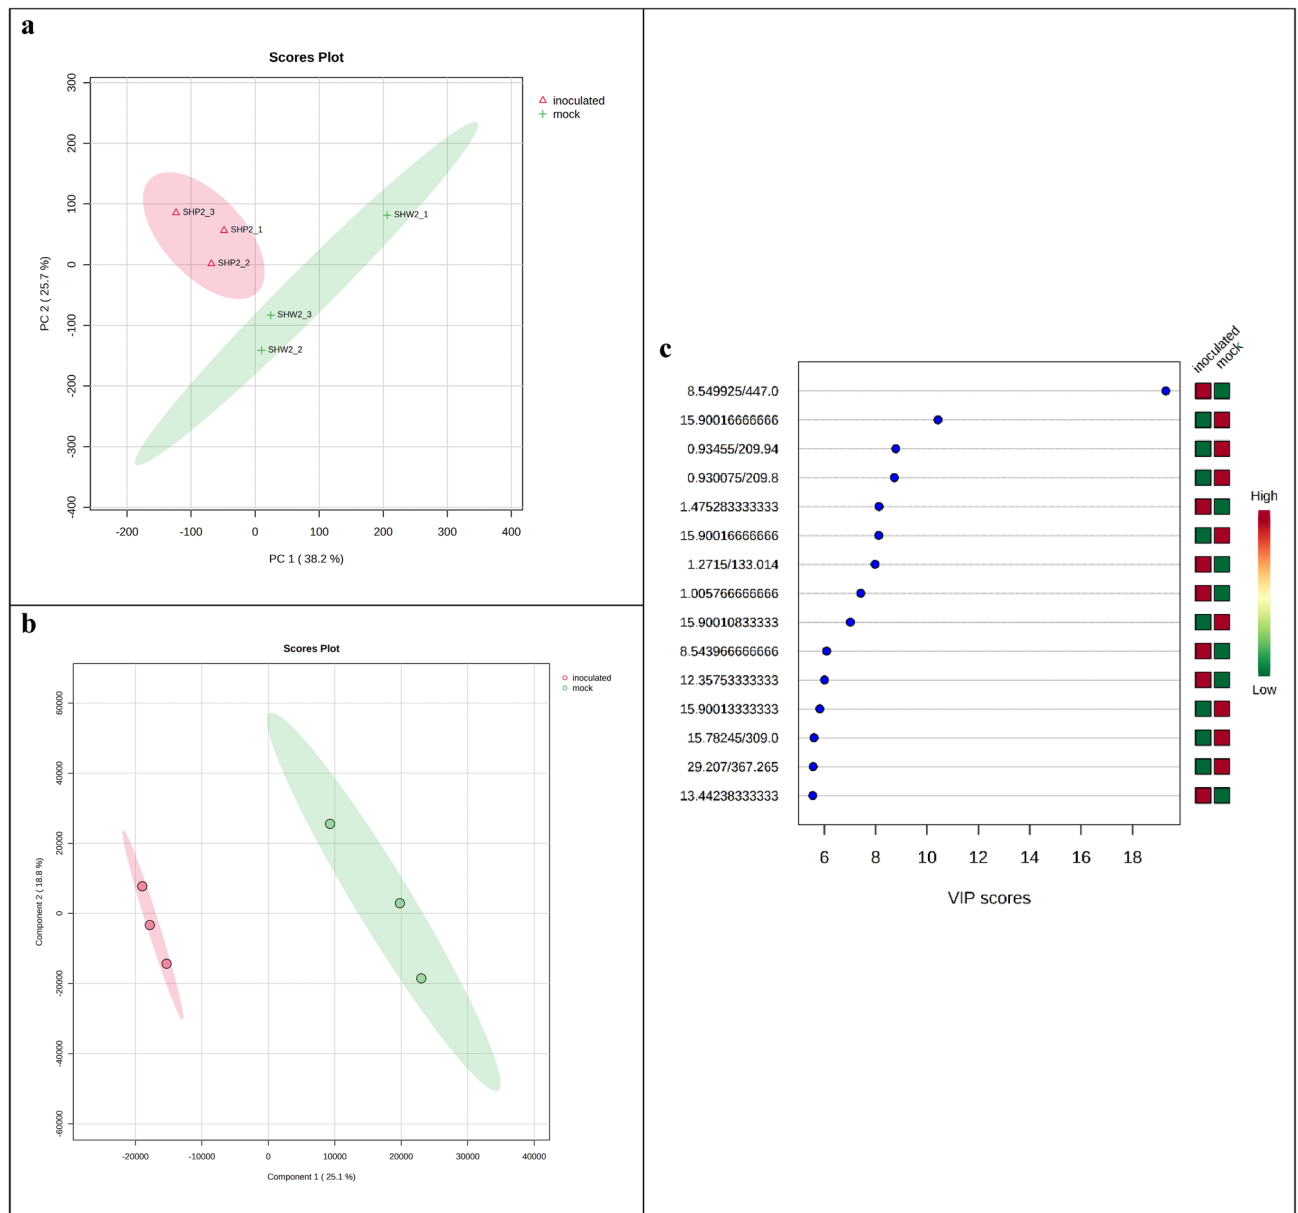 a
Scores Plot
300
200
100
0
-100
-200
-300
-400
PC 2 ( 25.7 %)
SHP2_3
SHP2_1
SHP2_2
SHW2_1
SHW2_3
SHW2_2
-200 -100 0 100 200 300 400
PC 1 ( 38.2 %)
inoculated
mock
b
Scores Plot
60000
40000
20000
0
-20000
-40000
-60000
Component 2 ( 18.8 %)
-20000 -10000 0 10000 20000 30000 40000
Component 1 ( 25.1 %)
inoculated
mock
c
inoculated
mock
8.549925/447.0
15.90016666666
0.93455/209.94
0.930075/209.8
1.475283333333
15.90016666666
1.2715/133.014
1.005766666666
15.90010833333
8.543966666666
12.35753333333
15.90013333333
15.78245/309.0
29.207/367.265
13.44238333333
6 8 10 12 14 16 18
VIP scores
High
Low